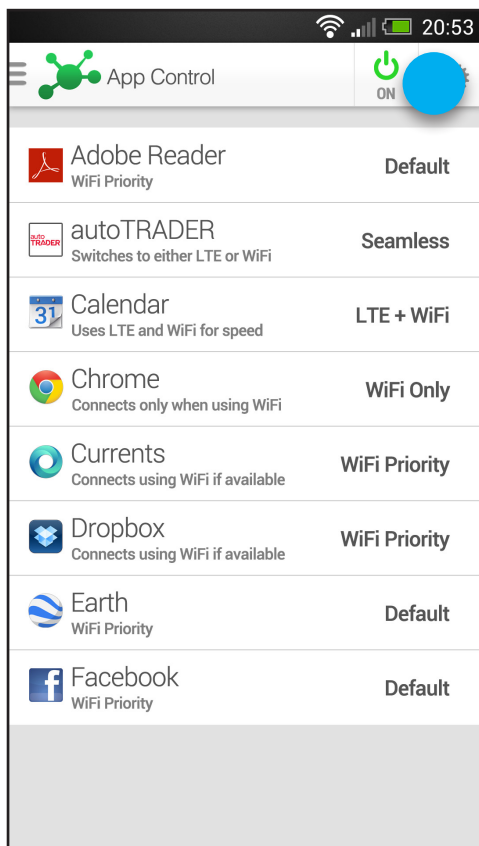 20:53
App Control
ON
Adobe Reader
WiFi Priority
Default
auto
TRADER
autoTRADER
Switches to either LTE or WiFi
Seamless
31
Calendar
Uses LTE and WiFi for speed
LTE + WiFi
Chrome
Connects only when using WiFi
WiFi Only
Currents
Connects using WiFi if available
WiFi Priority
Dropbox
Connects using WiFi if available
WiFi Priority
Earth
WiFi Priority
Default
f
Facebook
WiFi Priority
Default